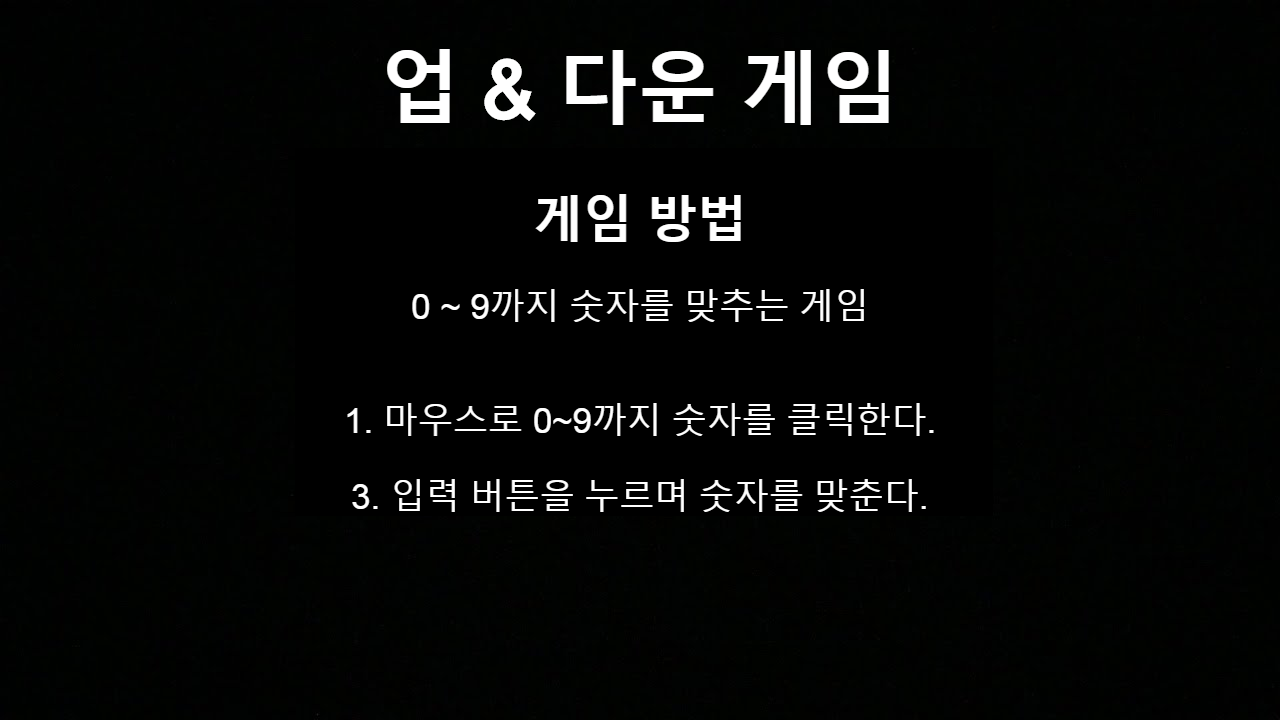 업 & 다운 게임
게임 방법
0 ~ 9까지 숫자를 맞추는 게임
1. 마우스로 0~9까지 숫자를 클릭한다.
3. 입력 버튼을 누르며 숫자를 맞춘다.